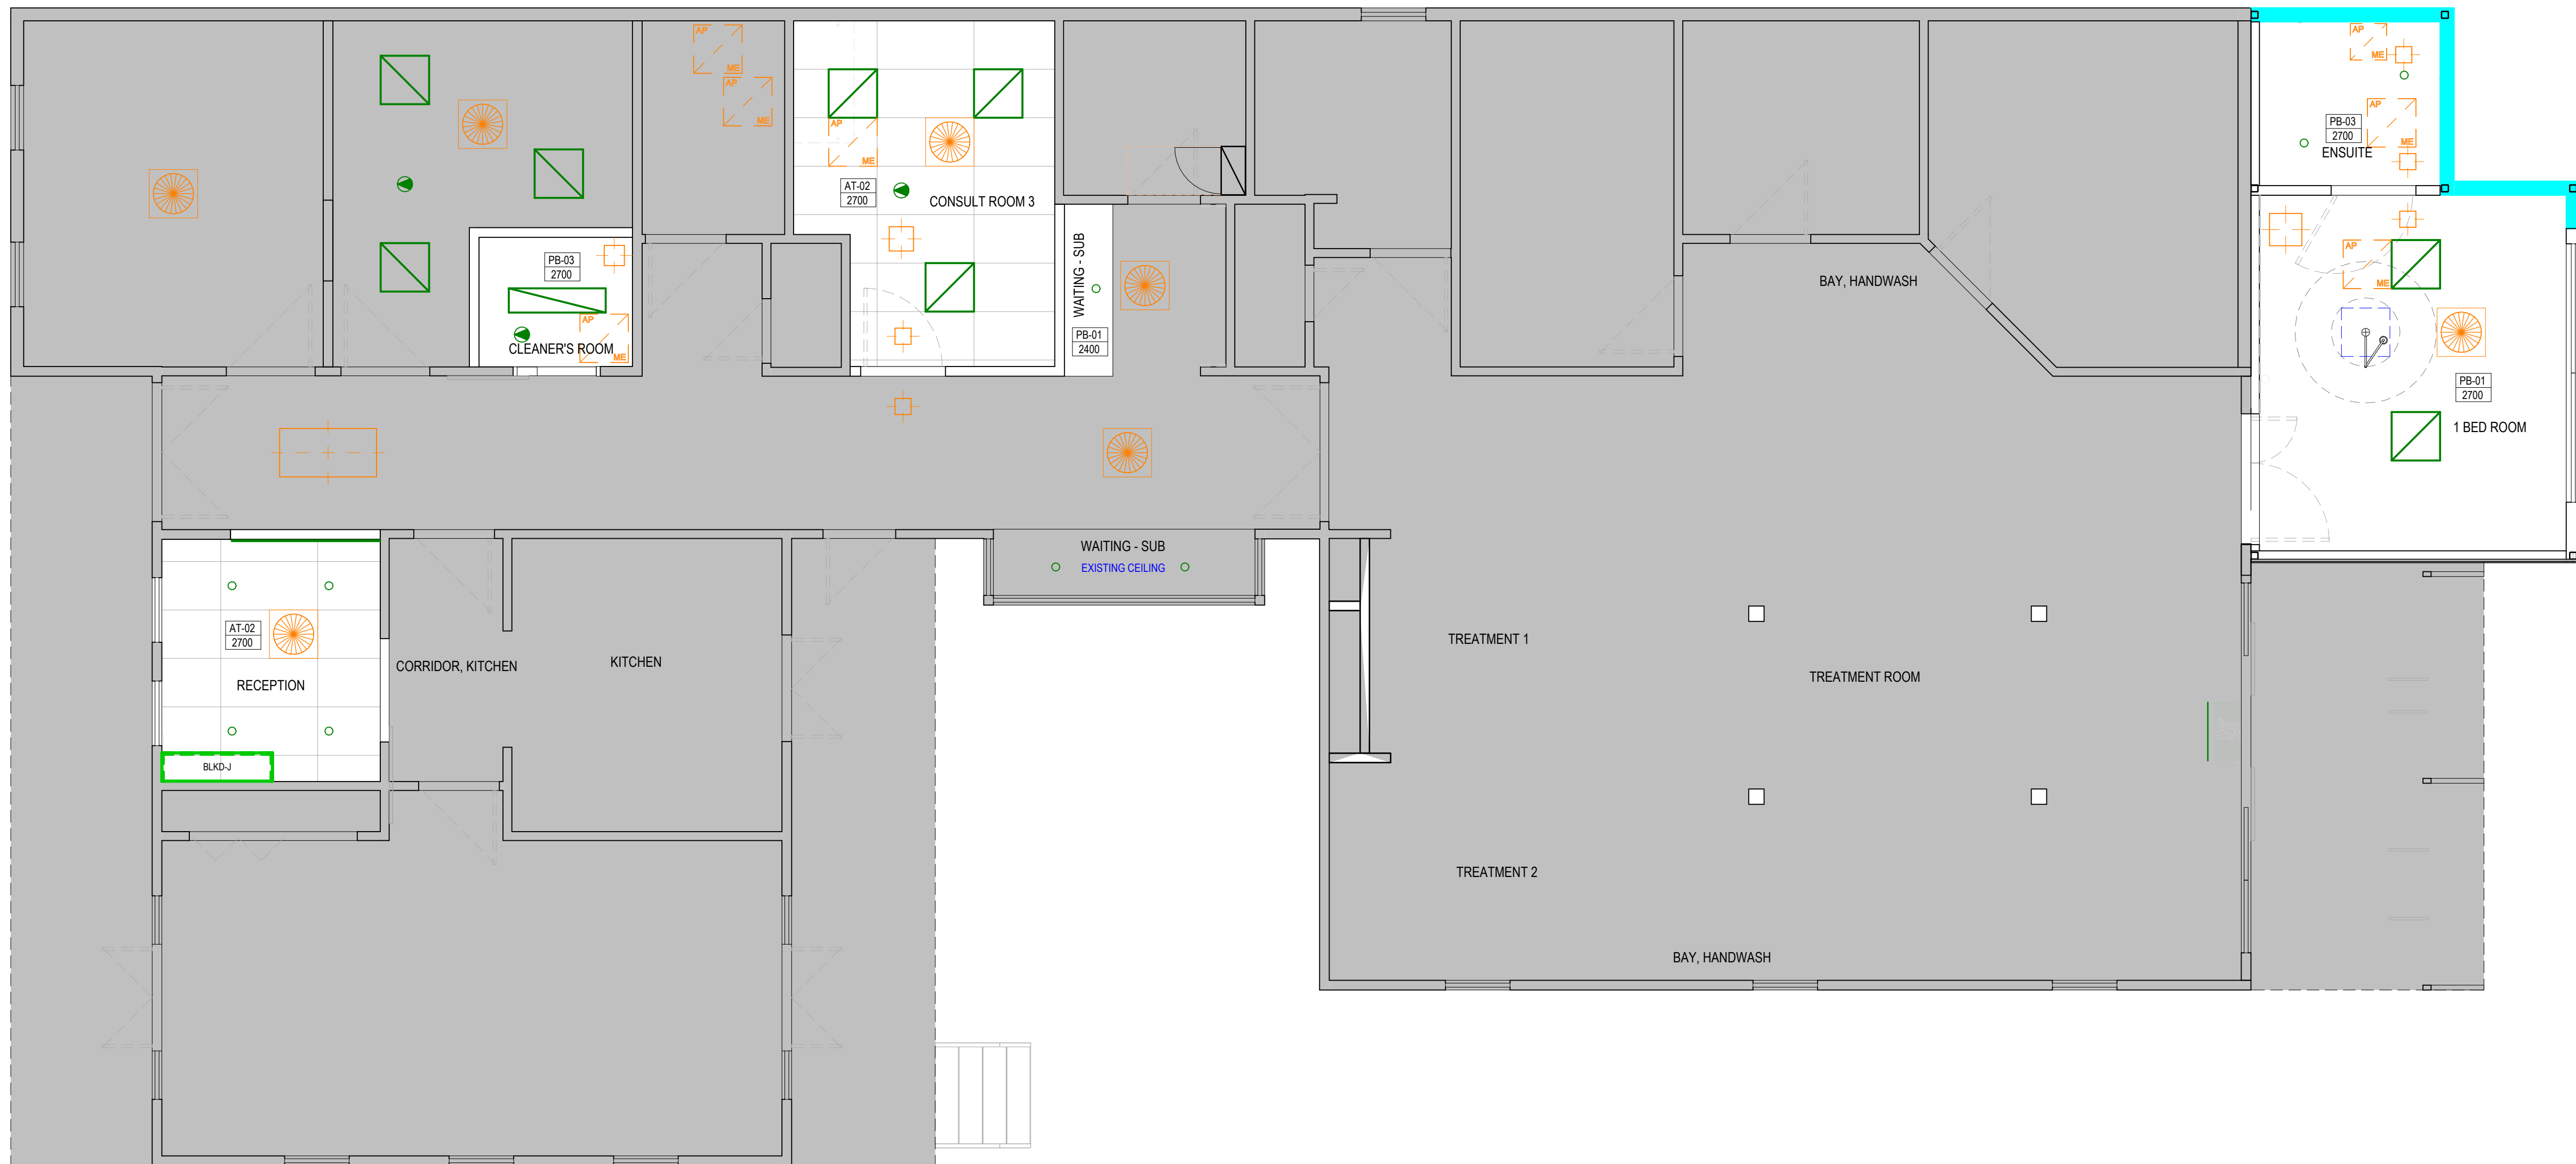 AP
ME
AP
ME
AT-02
2700
CONSULT ROOM 3
AP
ME
WAITING - SUB
PB-01
2400
PB-03
2700
CLEANER'S ROOM
AP
ME
BAY, HANDWASH
AP
ME
AP
ME
PB-03
2700
ENSUITE
AP
ME
PB-01
2700
1 BED ROOM
WAITING - SUB
EXISTING CEILING
AT-02
2700
RECEPTION
BLKD-J
CORRIDOR, KITCHEN
KITCHEN
TREATMENT 1
TREATMENT ROOM
TREATMENT 2
BAY, HANDWASH